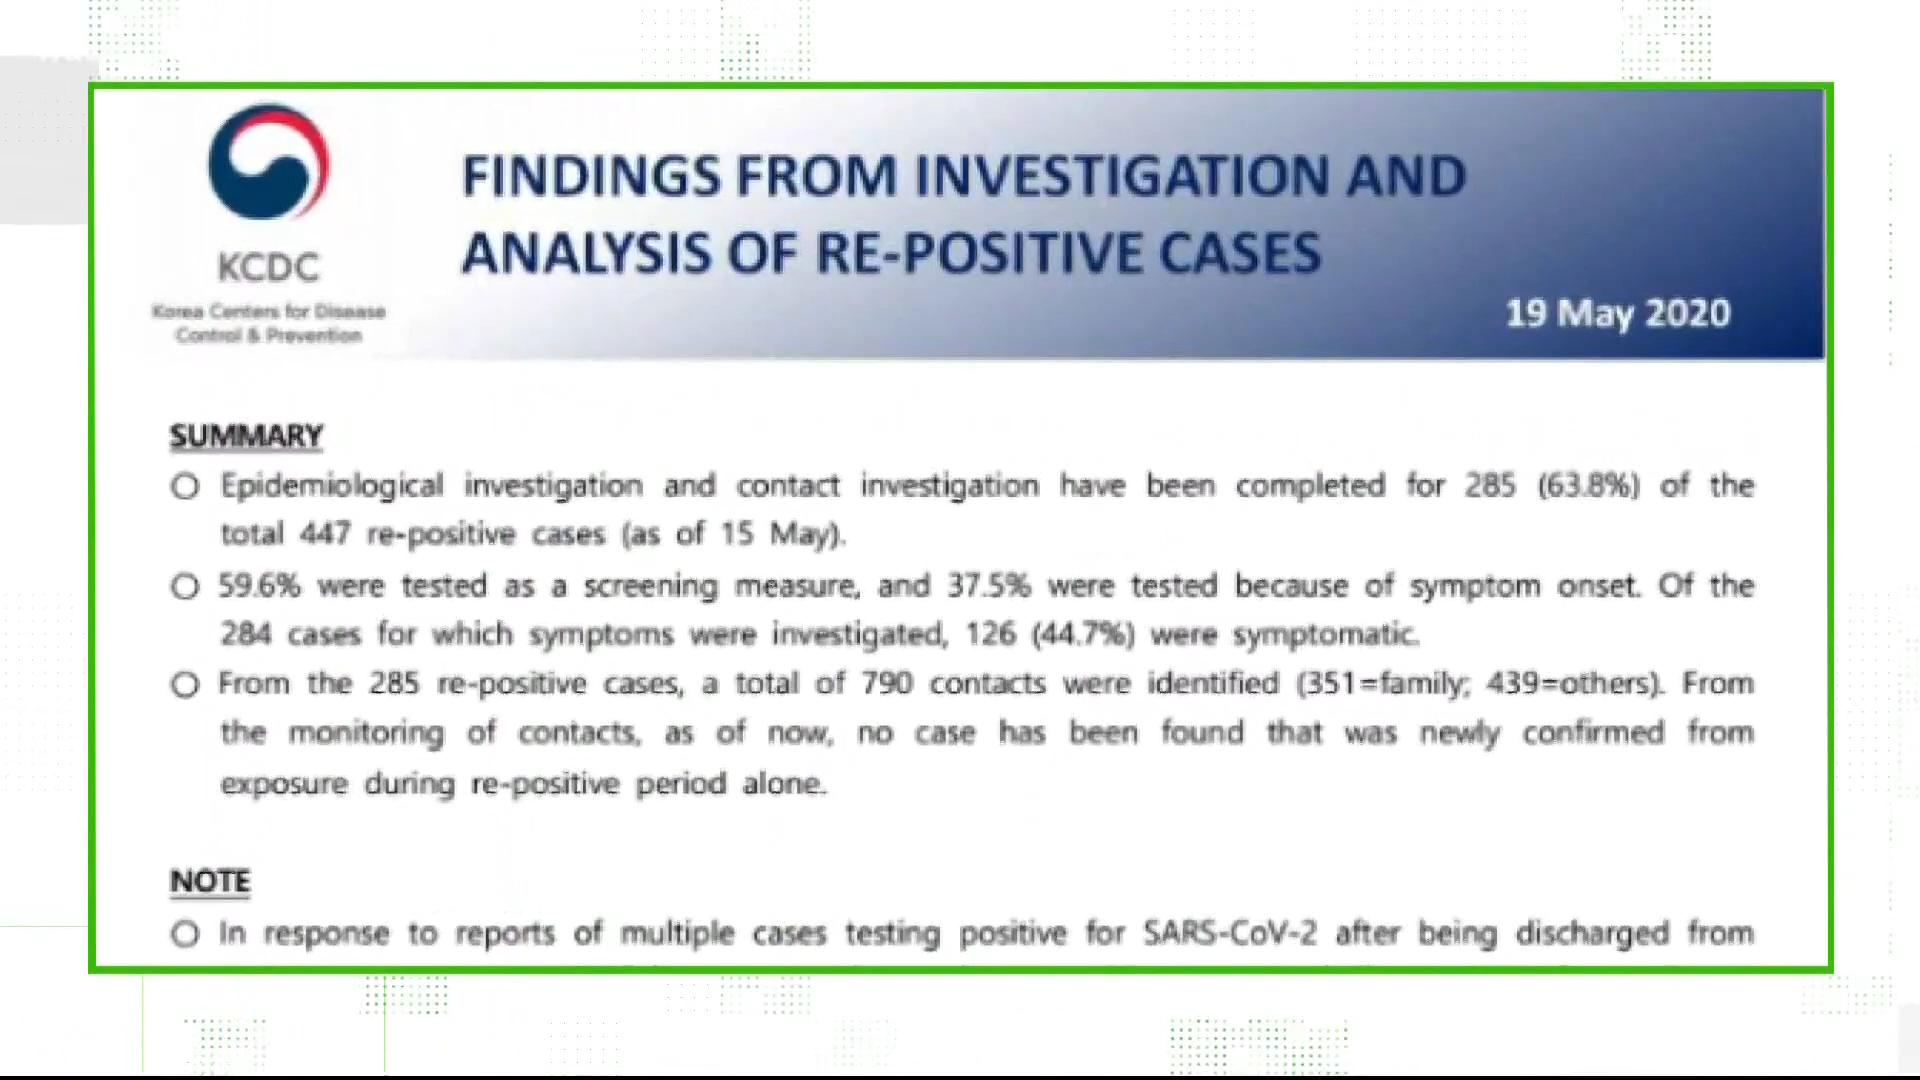 FINDINGS FROM INVESTIGATION AND
ANALYSIS OF RE-POSITIVE CASES
KCDC
Korea Centers for Disease
Control & Prevention
19 May 2020
SUMMARY
○ Epidemiological investigation and contact investigation have been completed for 285 (63.8%) of the
total 447 re-positive cases (as of 15 May).
○ 59.6% were tested as a screening measure, and 37.5% were tested because of symptom onset. Of the
284 cases for which symptoms were investigated, 126 (44.7%) were symptomatic.
○ From the 285 re-positive cases, a total of 790 contacts were identified (351=family; 439=others). From
the monitoring of contacts, as of now, no case has been found that was newly confirmed from
exposure during re-positive period alone.
NOTE
○ In response to reports of multiple cases testing positive for SARS-CoV-2 after being discharged from